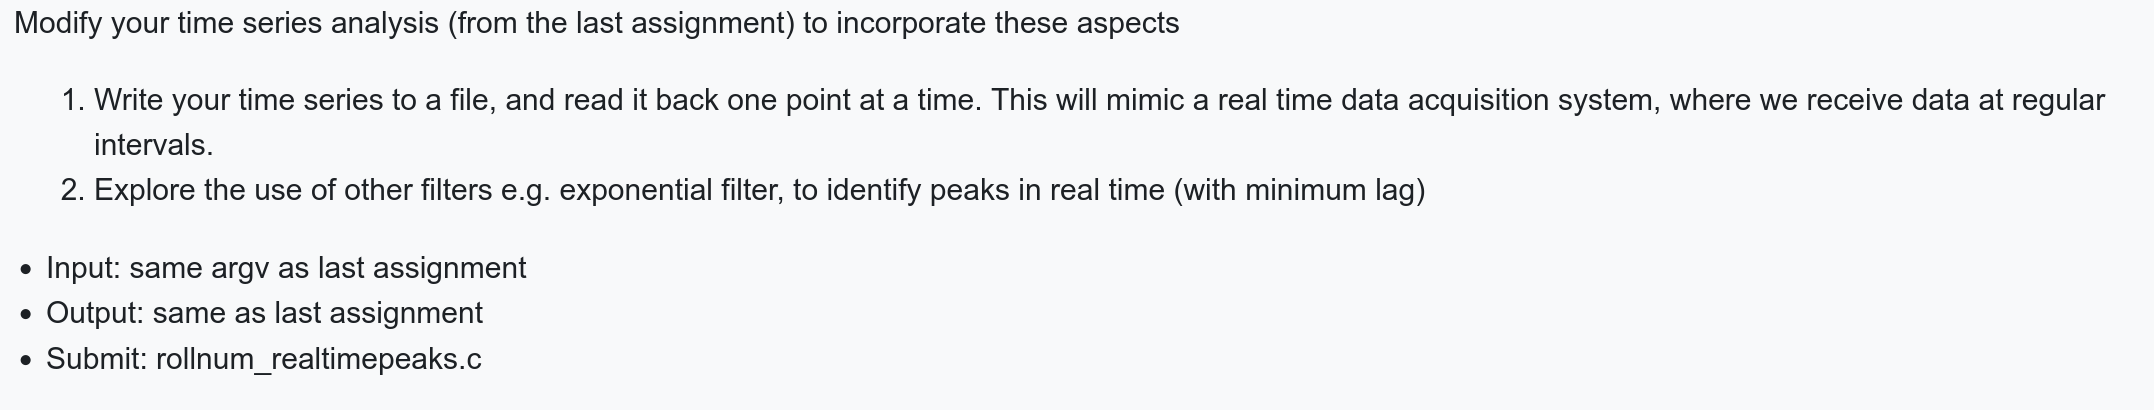 Modify your time series analysis (from the last assignment) to incorporate these aspects
1. Write your time series to a file, and read it back one point at a time. This will mimic a real time data acquisition system, where we receive data at regular
intervals.
2. Explore the use of other filters e.g. exponential filter, to identify peaks in real time (with minimum lag)
• Input: same argv as last assignment
• Output: same as last assignment
• Submit: rollnum_realtimepeaks.c